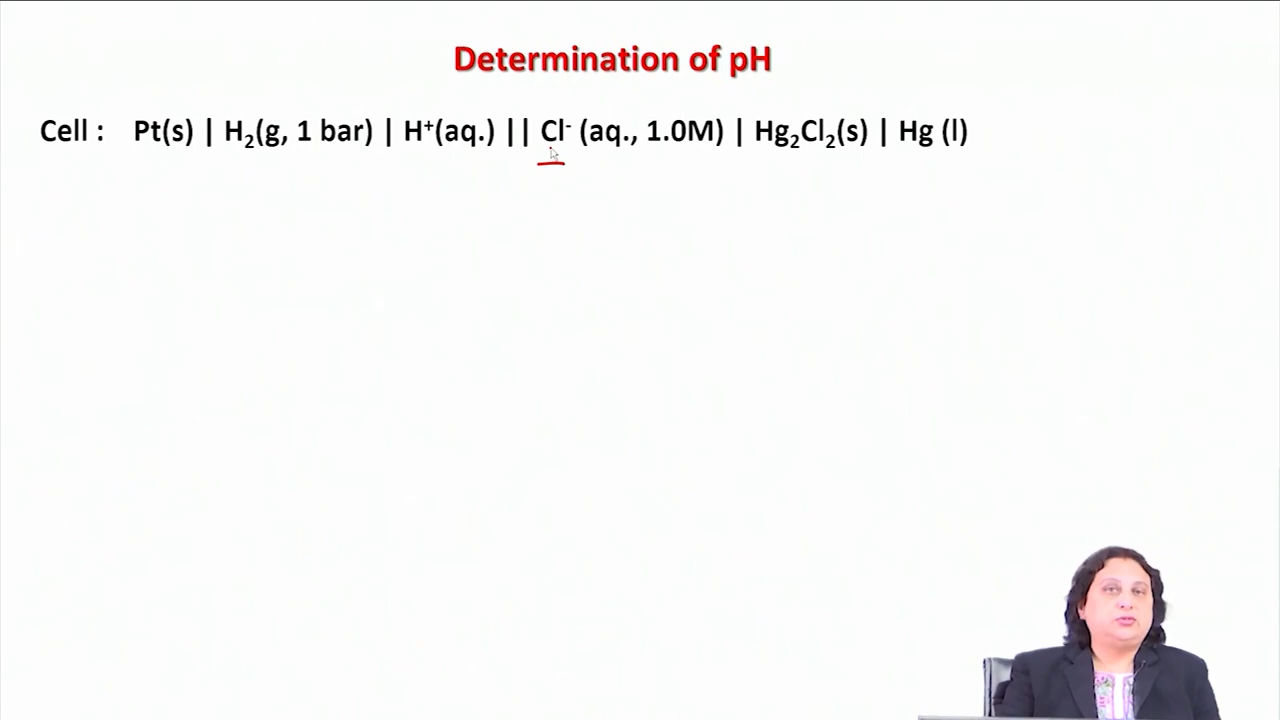 Determination of pH
Cell : Pt(s) | H₂(g, 1 bar) | H⁺(aq.) || Cl⁻ (aq., 1.0M) | Hg₂Cl₂(s) | Hg (l)